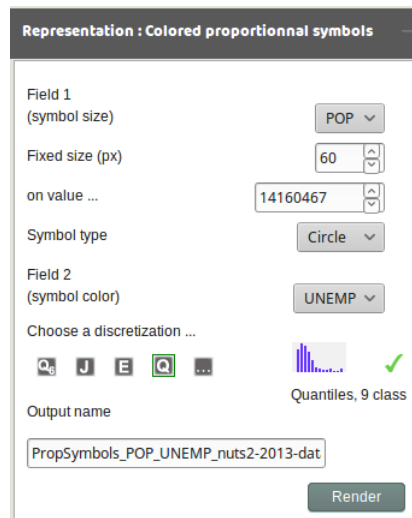 Representation : Colored proportionnal symbols
Field 1
(symbol size)
POP
Fixed size (px)
60
on value ...
14160467
Symbol type
Circle
Field 2
(symbol color)
UNEMP
Choose a discretization ...
Q6 J E Q ...
Quantiles, 9 class
Output name
PropSymbols_POP_UNEMP_nuts2-2013-dat
Render